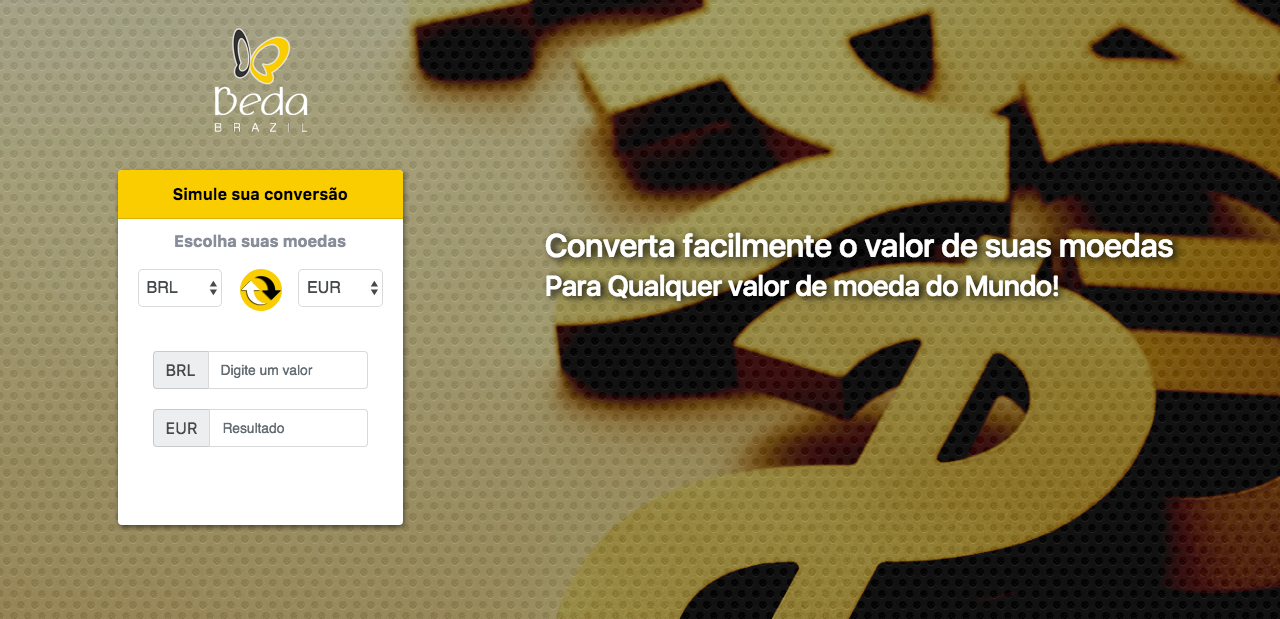 Beda
BRAZIL
Simule sua conversão
Escolha suas moedas
BRL
EUR
BRL Digite um valor
EUR Resultado
Converta facilmente o valor de suas moedas
Para Qualquer valor de moeda do Mundo!